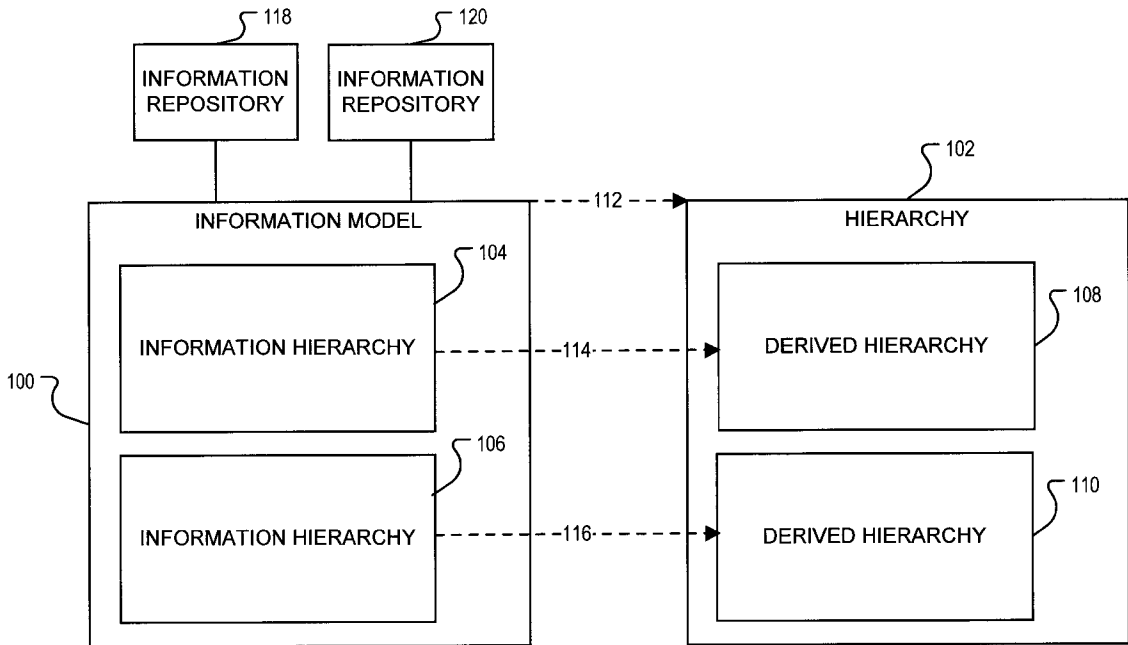 118
120
INFORMATION
REPOSITORY
INFORMATION
REPOSITORY
102
112
INFORMATION MODEL
HIERARCHY
104
108
INFORMATION HIERARCHY
114
DERIVED HIERARCHY
100
106
110
INFORMATION HIERARCHY
116
DERIVED HIERARCHY